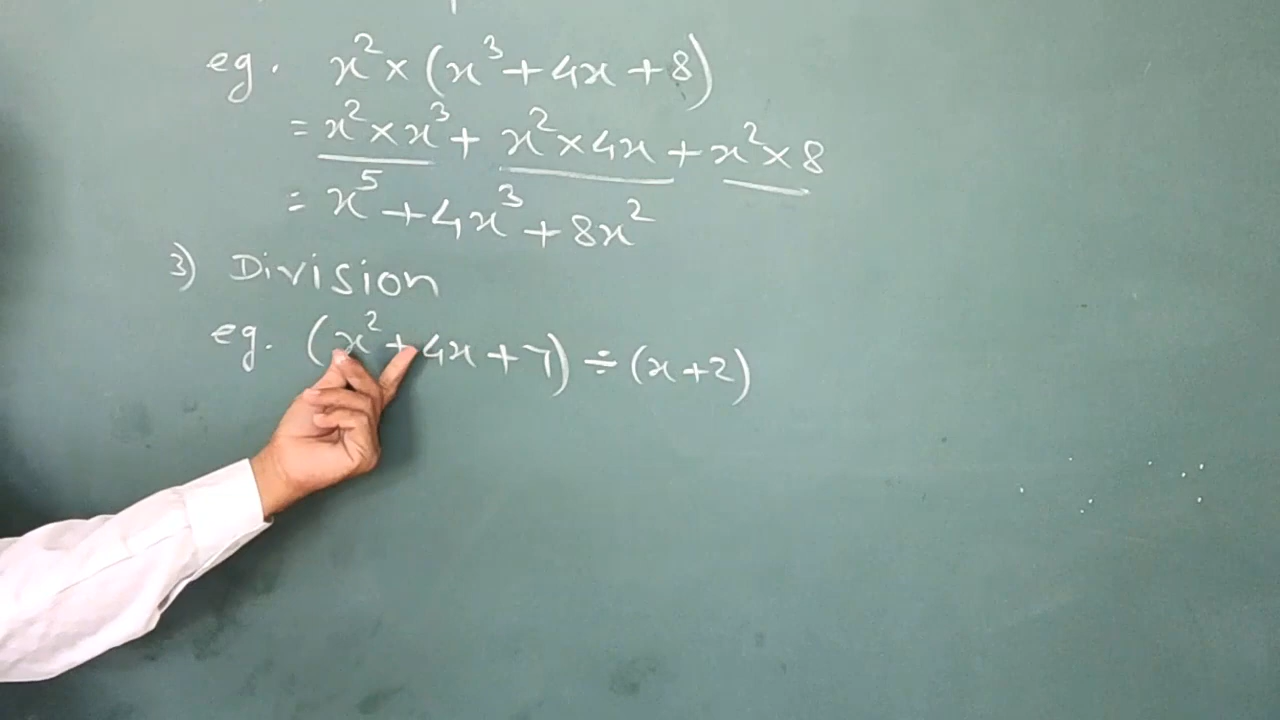 eg. x² × (x³ + 4x + 8)
= x² × x³ + x² × 4x + x² × 8
= x⁵ + 4x³ + 8x²
3) Division
eg. (x² + 4x + 7) ÷ (x + 2)